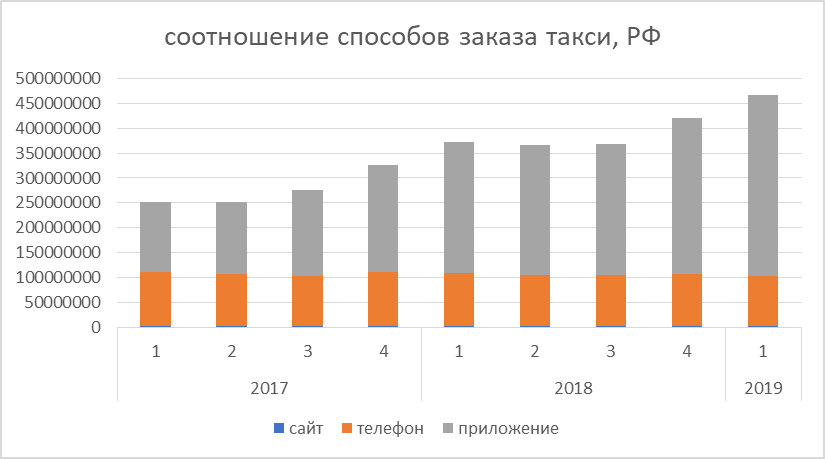 соотношение способов заказа такси, РФ
500000000
450000000
400000000
350000000
300000000
250000000
200000000
150000000
100000000
50000000
0
1 2 3 4 1 2 3 4 1
2017 2018 2019
сайт телефон приложение